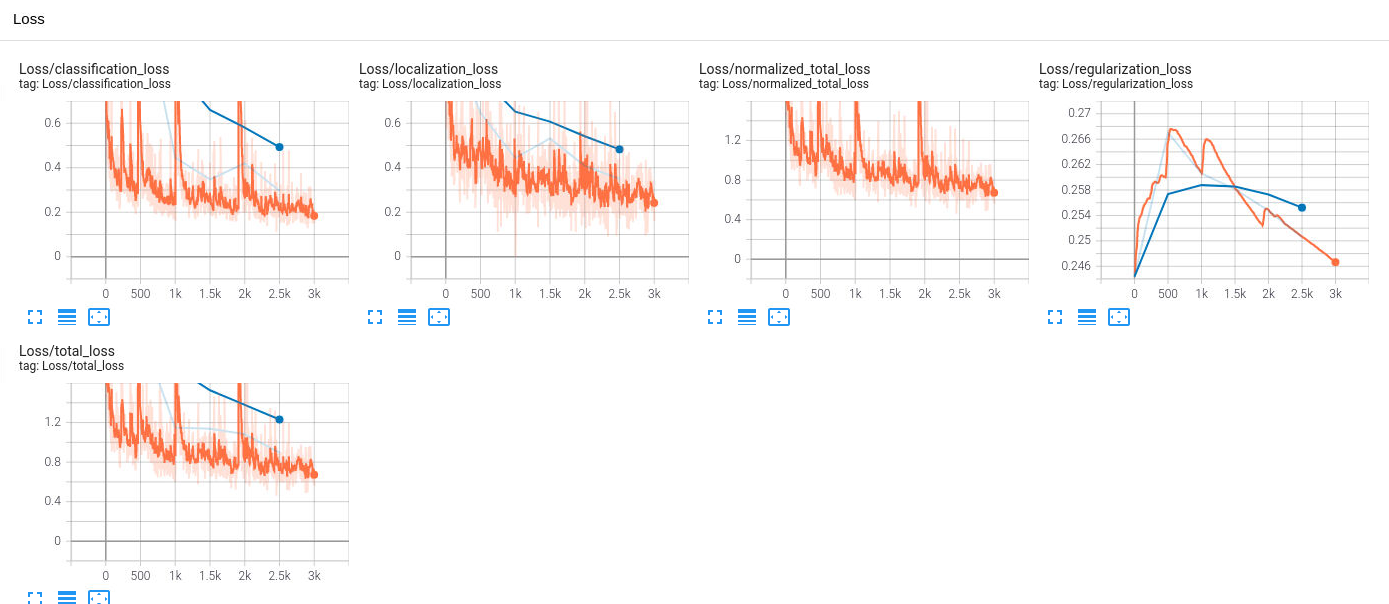 Loss
Loss/classification_loss
tag: Loss/classification_loss
0.6
0.4
0.2
0
0 500 1k 1.5k 2k 2.5k 3k
Loss/localization_loss
tag: Loss/localization_loss
0.6
0.4
0.2
0
0 500 1k 1.5k 2k 2.5k 3k
Loss/normalized_total_loss
tag: Loss/normalized_total_loss
1.2
0.8
0.4
0
0 500 1k 1.5k 2k 2.5k 3k
Loss/regularization_loss
tag: Loss/regularization_loss
0.27
0.266
0.262
0.258
0.254
0.25
0.246
0 500 1k 1.5k 2k 2.5k 3k
Loss/total_loss
tag: Loss/total_loss
1.2
0.8
0.4
0
0 500 1k 1.5k 2k 2.5k 3k